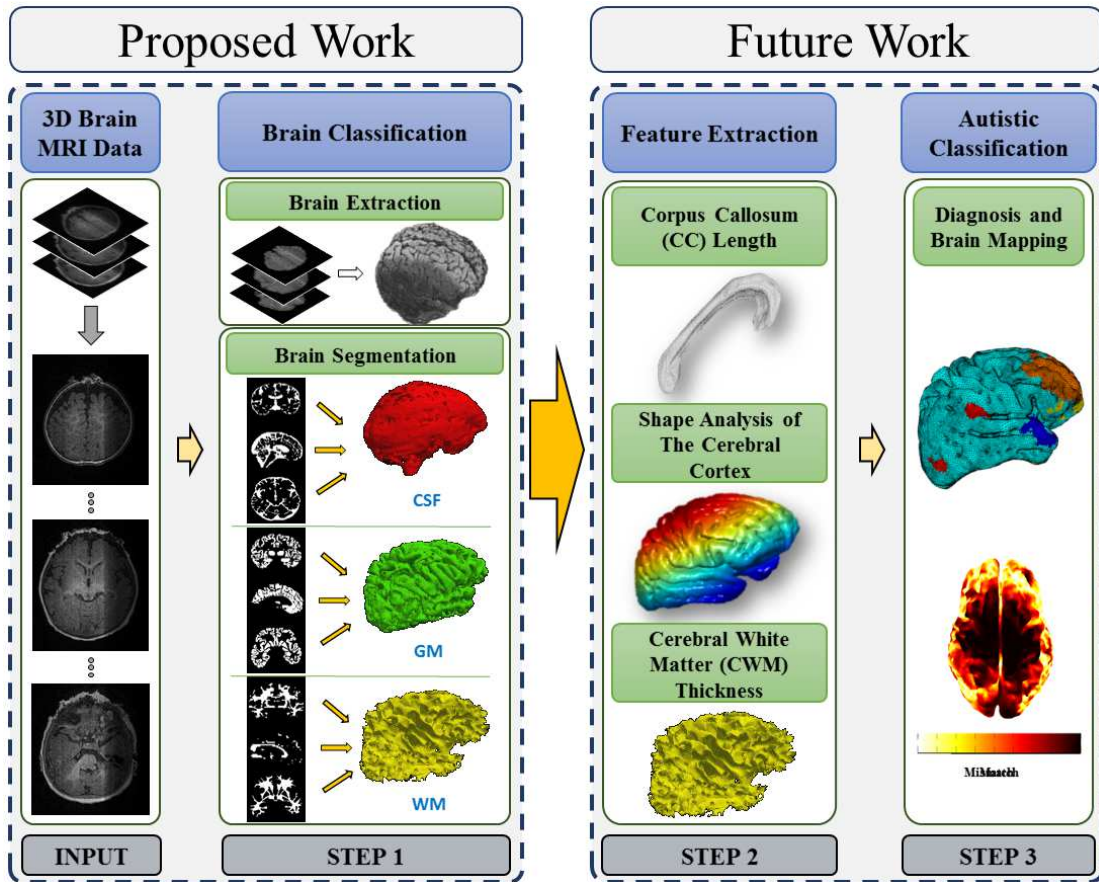 Proposed Work
3D Brain
MRI Data
INPUT
Brain Classification
Brain Extraction
Brain Segmentation
CSF
GM
WM
STEP 1
Future Work
Feature Extraction
Corpus Callosum
(CC) Length
Shape Analysis of
The Cerebral
Cortex
Cerebral White
Matter (CWM)
Thickness
STEP 2
Autistic
Classification
Diagnosis and
Brain Mapping
STEP 3